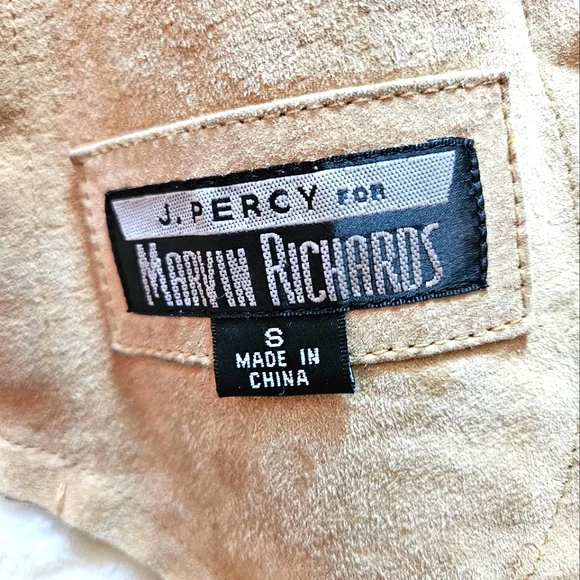 J. PERCY FOR
MARVIN RICHARDS
S
MADE IN
CHINA